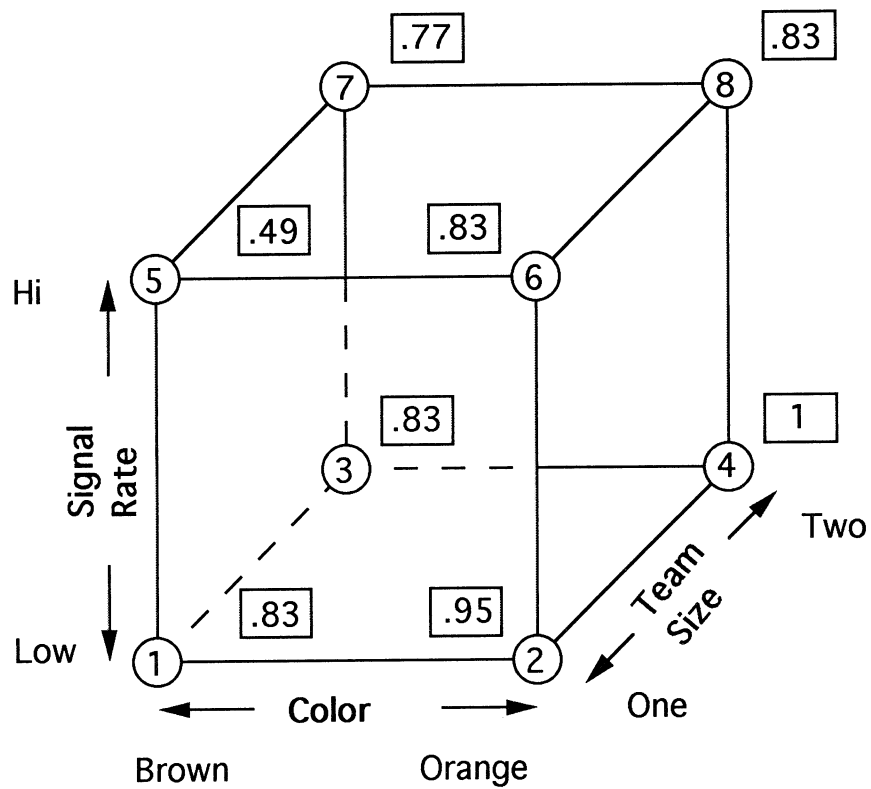 .77
.83
7
8
.49
.83
5
6
Hi
.83
1
Signal
Rate
3
4
Two
Team
Size
.83
.95
Low
1
2
Color
One
Brown
Orange